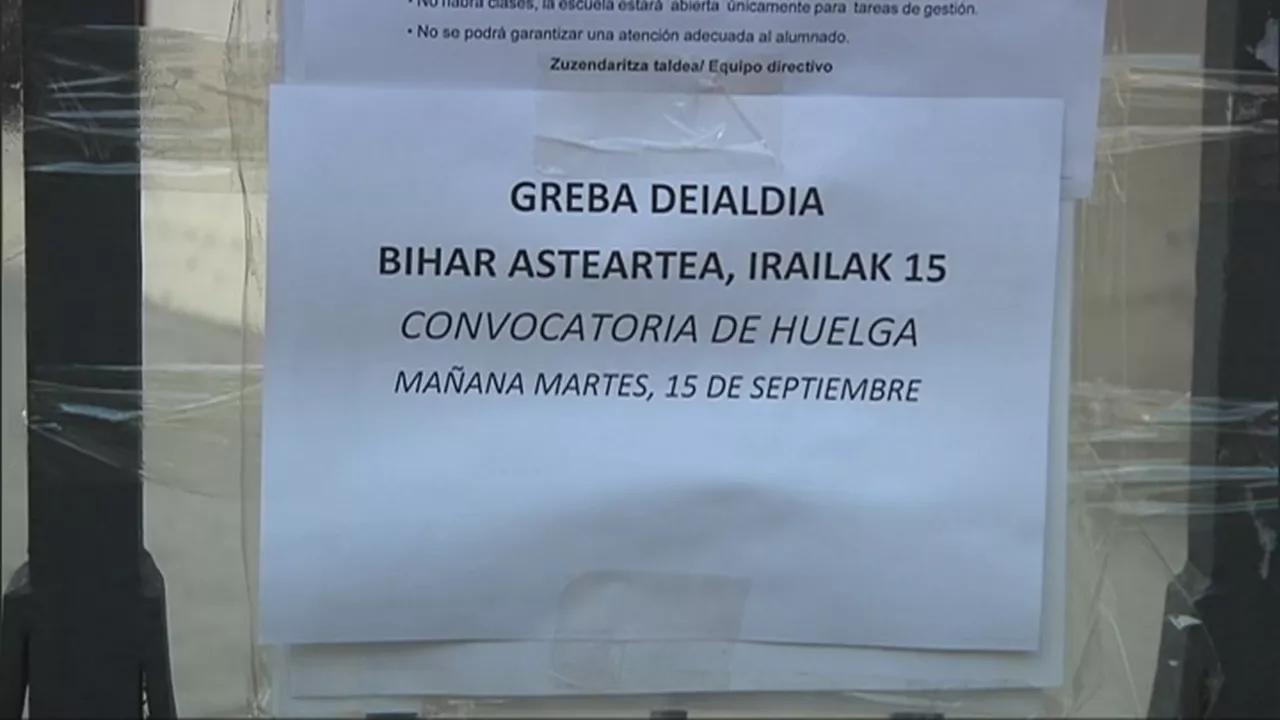 • No habrá clases, la escuela estará abierta únicamente para tareas de gestión.
• No se podrá garantizar una atención adecuada al alumnado.
Zuzendaritza taldea/ Equipo directivo
GREBA DEIALDIA
BIHAR ASTEARTEA, IRAILAK 15
CONVOCATORIA DE HUELGA
MAÑANA MARTES, 15 DE SEPTIEMBRE